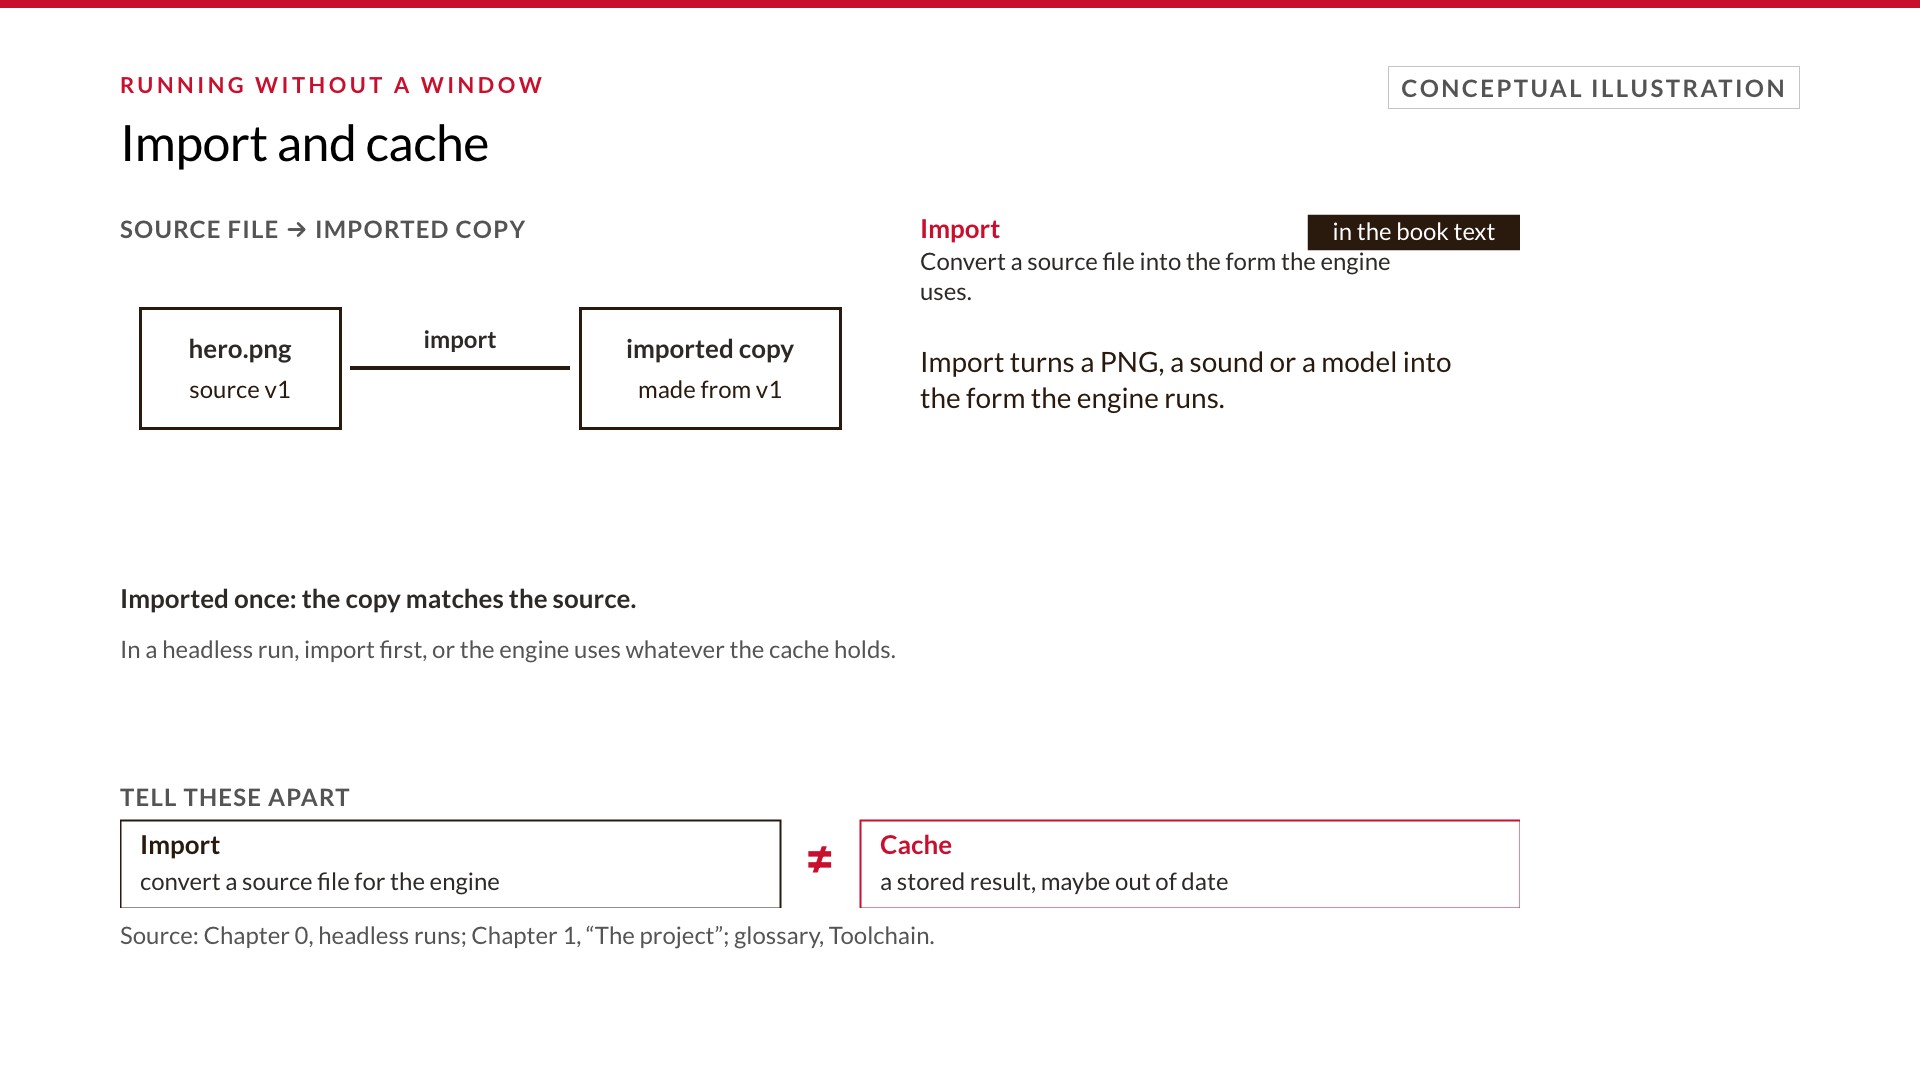 RUNNING WITHOUT A WINDOW
CONCEPTUAL ILLUSTRATION
Import and cache
SOURCE FILE → IMPORTED COPY
hero.png
source v1
import
imported copy
made from v1
Import
in the book text
Convert a source file into the form the engine
uses.
Import turns a PNG, a sound or a model into
the form the engine runs.
Imported once: the copy matches the source.
In a headless run, import first, or the engine uses whatever the cache holds.
TELL THESE APART
Import
convert a source file for the engine
≠
Cache
a stored result, maybe out of date
Source: Chapter 0, headless runs; Chapter 1, “The project”; glossary, Toolchain.